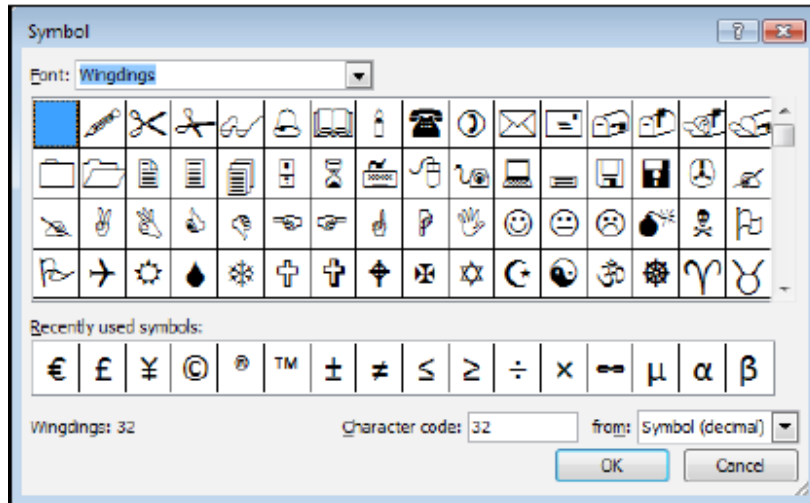 Symbol
Font: Wingdings
Recently used symbols:
€ £ ¥ © ® ™ ± ≠ ≤ ≥ ÷ × ∞ µ α β
Wingdings: 32 Character code: 32 from: Symbol (decimal)
OK Cancel